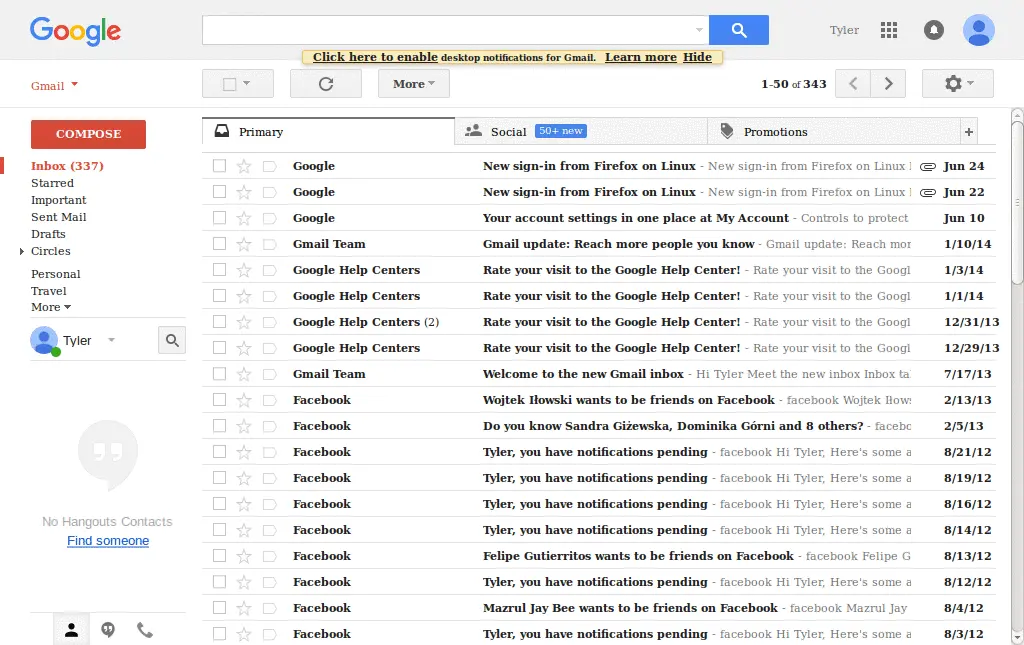 Google
Tyler
Click here to enable desktop notifications for Gmail. Learn more Hide
Gmail
More
1-50 of 343
COMPOSE
Inbox (337)
Starred
Important
Sent Mail
Drafts
Circles
Personal
Travel
More
Tyler
No Hangouts Contacts
Find someone
Primary
Social 50+ new
Promotions
+
Google New sign-in from Firefox on Linux - New sign-in from Firefox on Linux Jun 24
Google New sign-in from Firefox on Linux - New sign-in from Firefox on Linux Jun 22
Google Your account settings in one place at My Account - Controls to protect Jun 10
Gmail Team Gmail update: Reach more people you know - Gmail update: Reach mor 1/10/14
Google Help Centers Rate your visit to the Google Help Center! - Rate your visit to the Googl 1/3/14
Google Help Centers Rate your visit to the Google Help Center! - Rate your visit to the Googl 1/1/14
Google Help Centers (2) Rate your visit to the Google Help Center! - Rate your visit to the Googl 12/31/13
Google Help Centers Rate your visit to the Google Help Center! - Rate your visit to the Googl 12/29/13
Gmail Team Welcome to the new Gmail inbox - Hi Tyler Meet the new inbox Inbox ta 7/17/13
Facebook Wojtek Iłowski wants to be friends on Facebook - facebook Wojtek Iłows 2/13/13
Facebook Do you know Sandra Giżewska, Dominika Górni and 8 others? - facebo 2/5/13
Facebook Tyler, you have notifications pending - facebook Hi Tyler, Here's some a 8/21/12
Facebook Tyler, you have notifications pending - facebook Hi Tyler, Here's some a 8/19/12
Facebook Tyler, you have notifications pending - facebook Hi Tyler, Here's some a 8/16/12
Facebook Tyler, you have notifications pending - facebook Hi Tyler, Here's some a 8/14/12
Facebook Felipe Gutierritos wants to be friends on Facebook - facebook Felipe G 8/13/12
Facebook Tyler, you have notifications pending - facebook Hi Tyler, Here's some a 8/12/12
Facebook Mazrul Jay Bee wants to be friends on Facebook - facebook Mazrul Jay 8/4/12
Facebook Tyler, you have notifications pending - facebook Hi Tyler, Here's some a 8/3/12